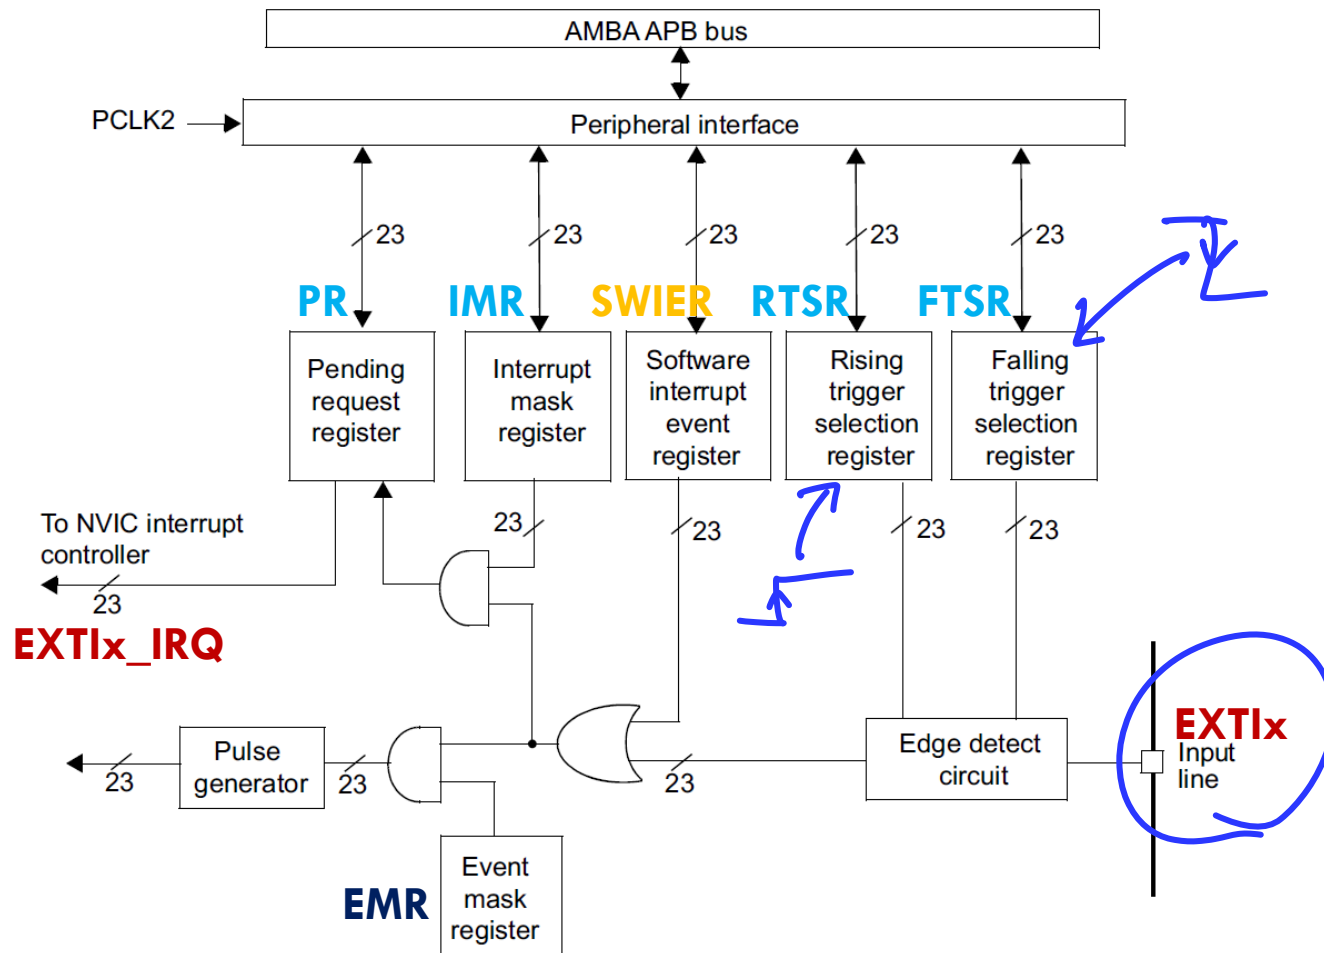 AMBA APB bus
PCLK2
Peripheral interface
23
23
23
23
23
PR
IMR
SWIER
RTSR
FTSR
Pending
request
register
Interrupt
mask
register
Software
interrupt
event
register
Rising
trigger
selection
register
Falling
trigger
selection
register
To NVIC interrupt
controller
23
23
23
23
23
EXTIx_IRQ
EXTIx
Input
line
Pulse
generator
23
23
23
Edge detect
circuit
EMR
Event
mask
register